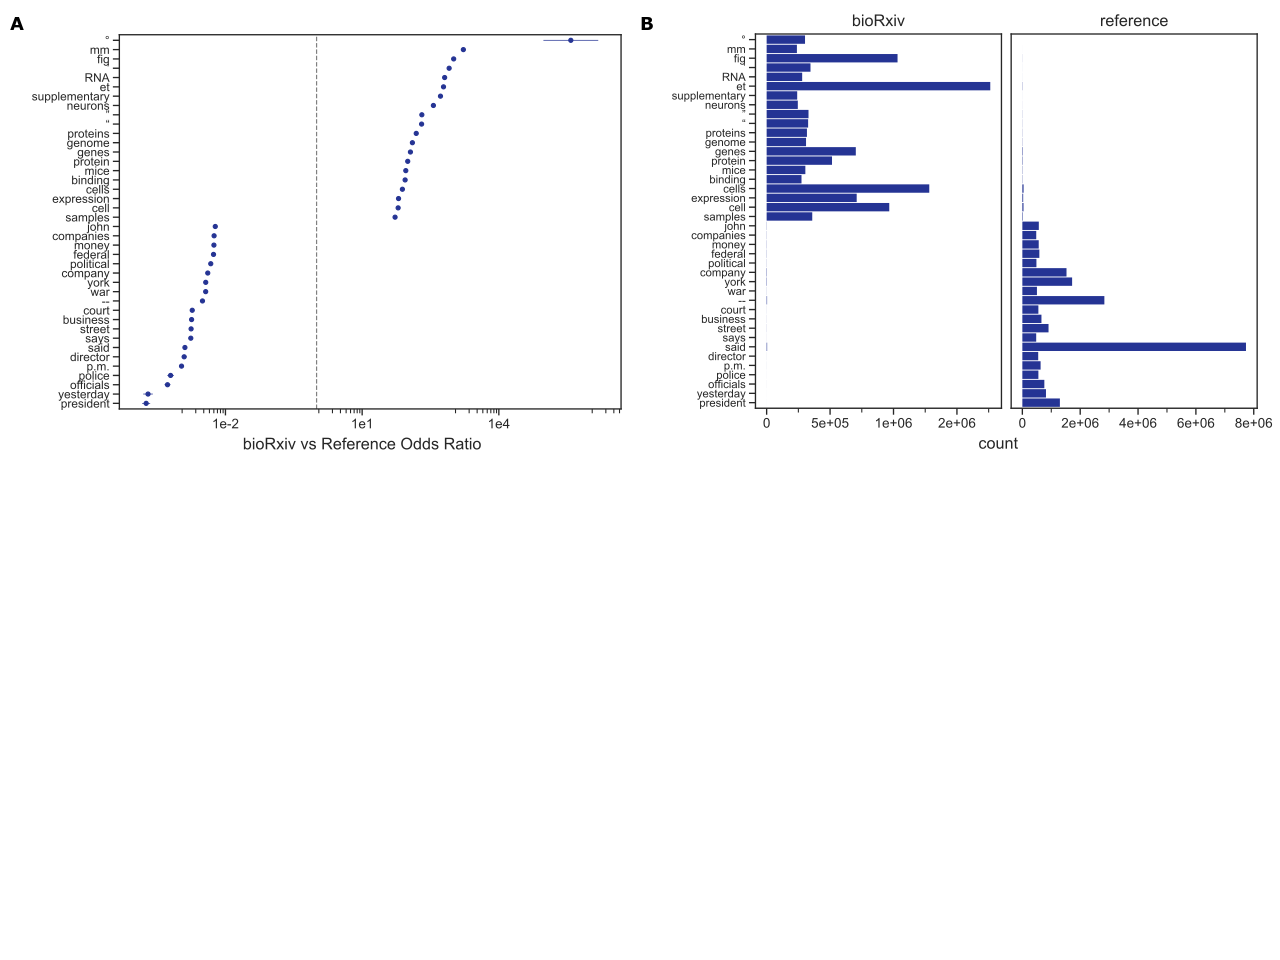 A
°
mm
fig
RNA
et
supplementary
neurons
”
“
proteins
genome
genes
protein
mice
binding
cells
expression
cell
samples
john
companies
money
federal
political
company
york
war
--
court
business
street
says
said
director
p.m.
police
officials
yesterday
president
1e-2
1e1
1e4
bioRxiv vs Reference Odds Ratio
B
bioRxiv
reference
°
mm
fig
RNA
et
supplementary
neurons
”
“
proteins
genome
genes
protein
mice
binding
cells
expression
cell
samples
john
companies
money
federal
political
company
york
war
--
court
business
street
says
said
director
p.m.
police
officials
yesterday
president
0 5e+05 1e+06 2e+06
0 2e+06 4e+06 6e+06 8e+06
count